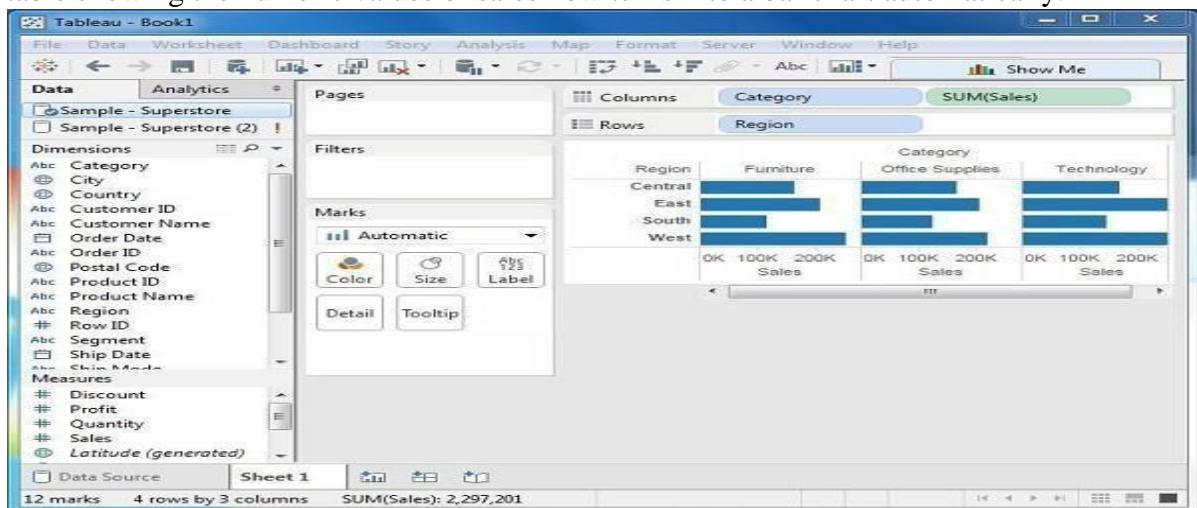 Tableau - Book1
File Data Worksheet Dashboard Story Analysis Map Format Server Window Help
Abc Show Me
Data Analytics
Sample - Superstore
Sample - Superstore (2) !
Dimensions
Abc Category
City
Country
Abc Customer ID
Abc Customer Name
Order Date
Abc Order ID
Postal Code
Abc Product ID
Abc Product Name
Abc Region
# Row ID
Abc Segment
Ship Date
Measures
# Discount
# Profit
# Quantity
# Sales
Latitude (generated)
Pages
Filters
Marks
Automatic
Color Size Abc 123 Label
Detail Tooltip
Columns Category SUM(Sales)
Rows Region
Category
Region Furniture Office Supplies Technology
Central
East
South
West
0K 100K 200K 0K 100K 200K 0K 100K 200K
Sales Sales Sales
Data Source Sheet 1
12 marks 4 rows by 3 columns SUM(Sales): 2,297,201